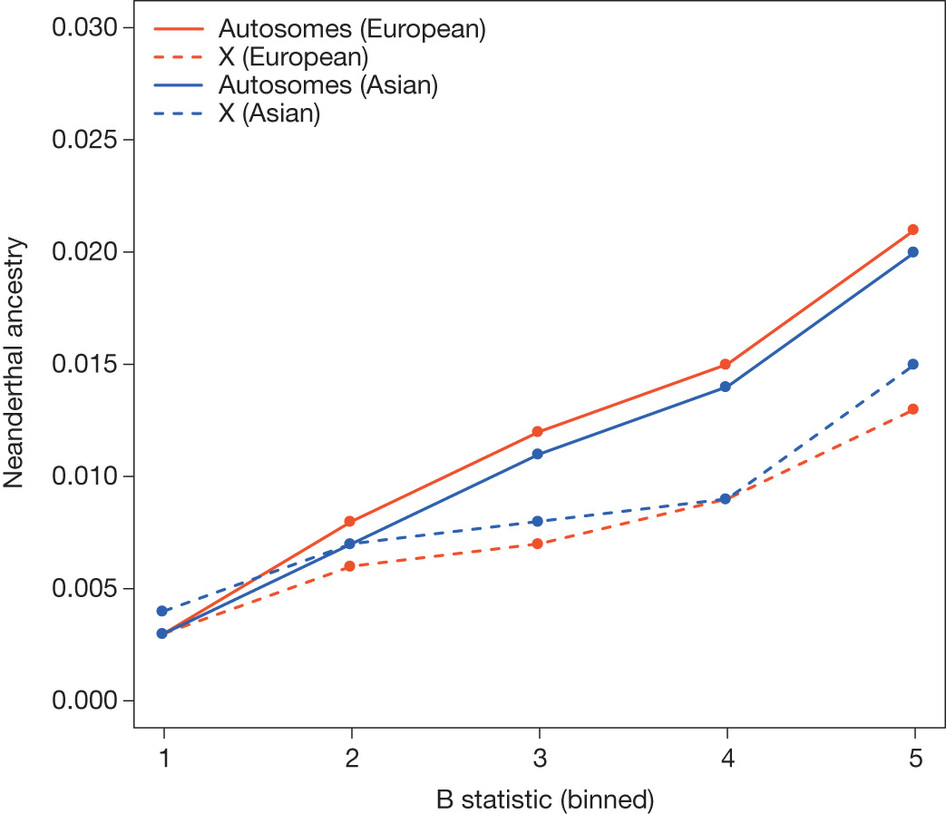 0.030
0.025
0.020
0.015
0.010
0.005
0.000
Neanderthal ancestry
Autosomes (European)
X (European)
Autosomes (Asian)
X (Asian)
1 2 3 4 5
B statistic (binned)